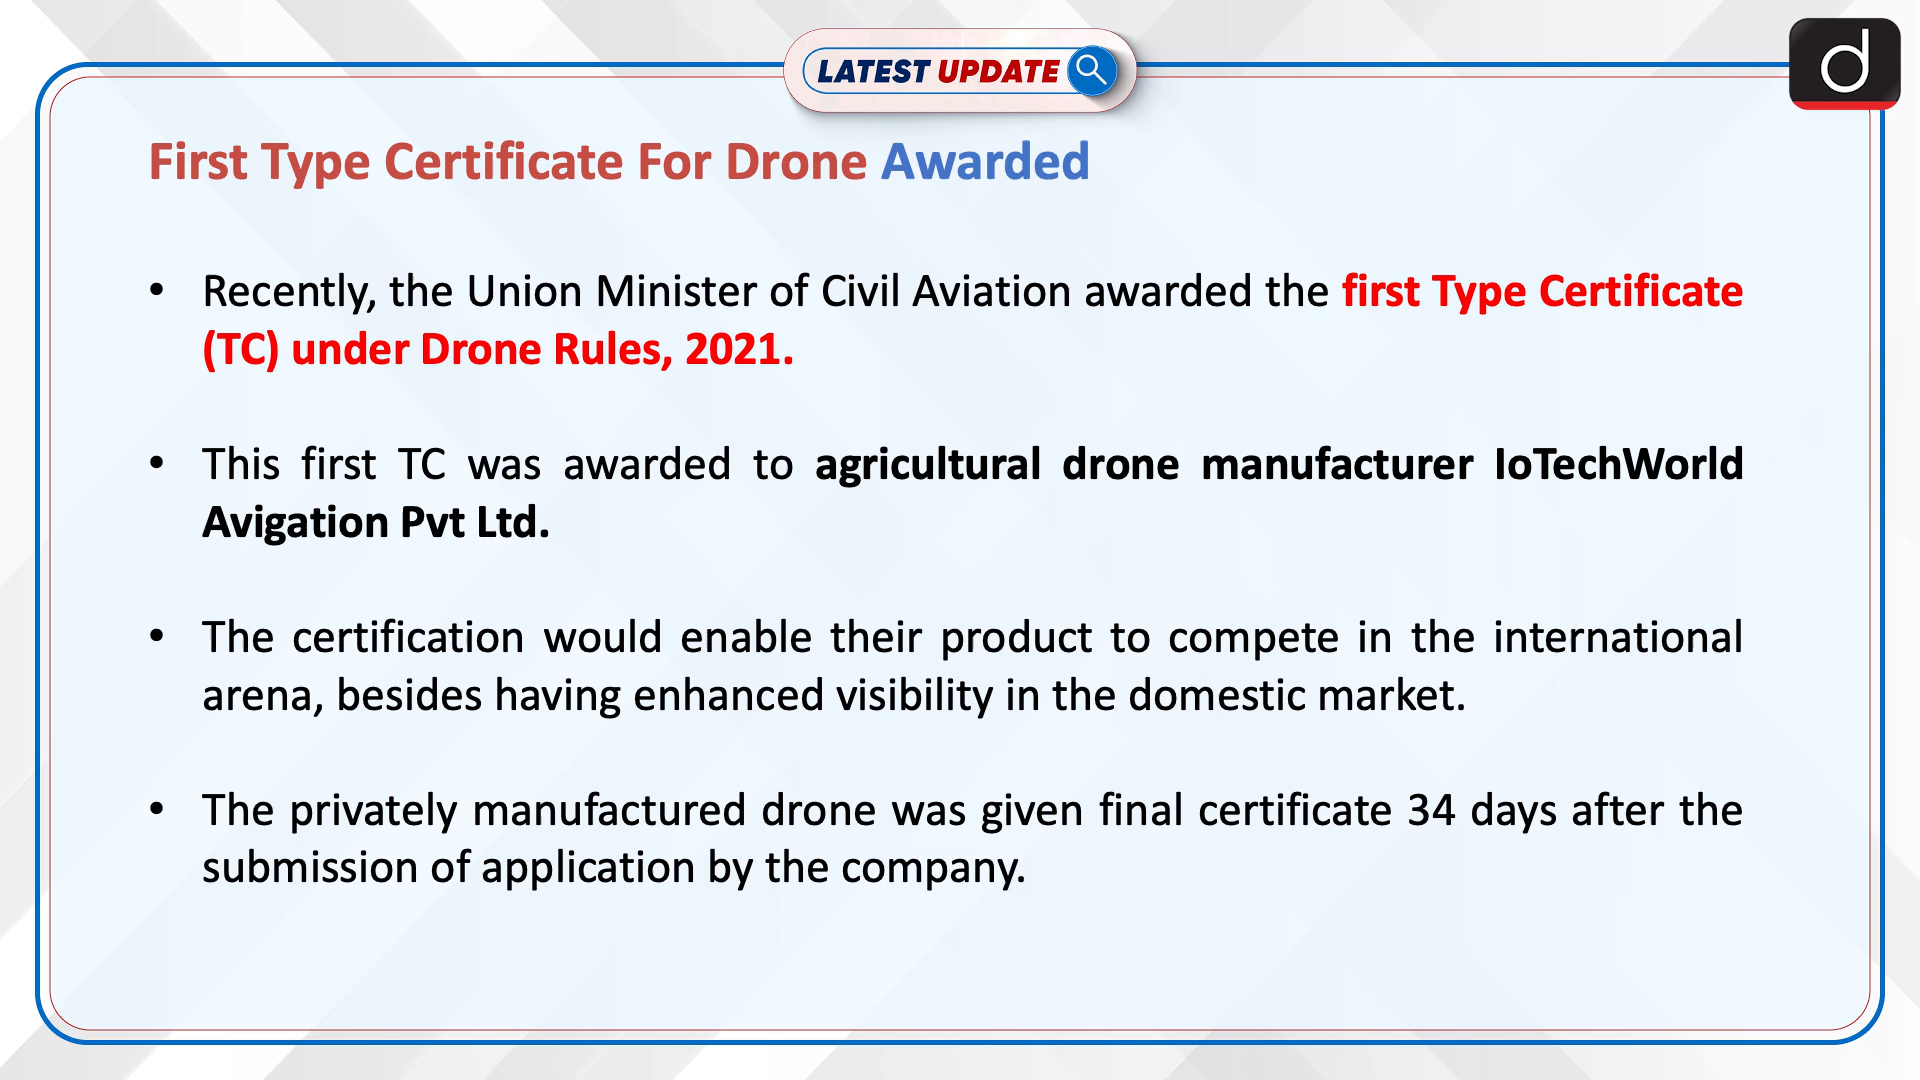 LATEST UPDATE
d
First Type Certificate For Drone Awarded
• Recently, the Union Minister of Civil Aviation awarded the first Type Certificate
(TC) under Drone Rules, 2021.
• This first TC was awarded to agricultural drone manufacturer IoTechWorld
Avigation Pvt Ltd.
• The certification would enable their product to compete in the international
arena, besides having enhanced visibility in the domestic market.
• The privately manufactured drone was given final certificate 34 days after the
submission of application by the company.